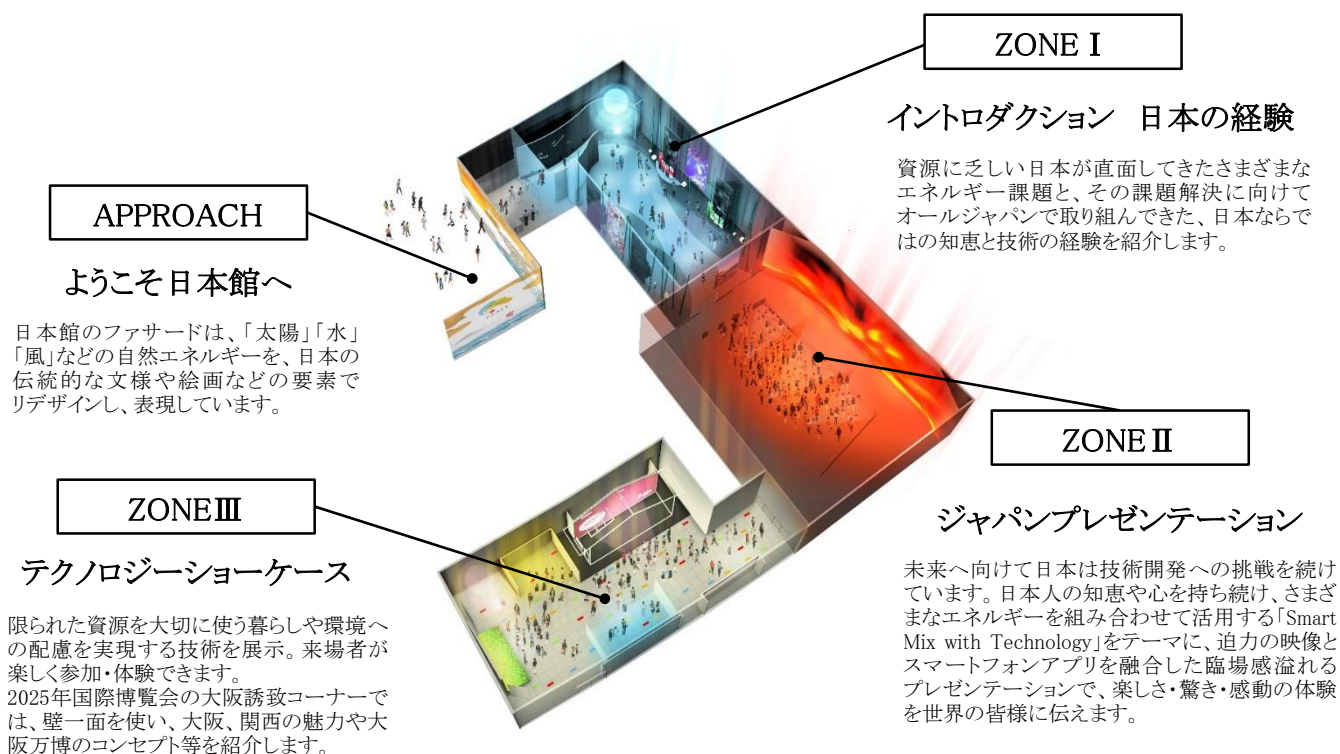 ZONE Ⅰ
イントロダクション　日本の経験
資源に乏しい日本が直面してきたさまざまな
エネルギー課題と、その課題解決に向けて
オールジャパンで取り組んできた、日本ならで
はの知恵と技術の経験を紹介します。
APPROACH
ようこそ日本館へ
日本館のファサードは、「太陽」「水」
「風」などの自然エネルギーを、日本の
伝統的な文様や絵画などの要素で
リデザインし、表現しています。
ZONE Ⅱ
ジャパンプレゼンテーション
未来へ向けて日本は技術開発への挑戦を続け
ています。日本人の知恵や心を持ち続け、さまざ
まなエネルギーを組み合わせて活用する「Smart
Mix with Technology」をテーマに、迫力の映像と
スマートフォンアプリを融合した臨場感溢れる
プレゼンテーションで、楽しさ・驚き・感動の体験
を世界の皆様に伝えます。
ZONE Ⅲ
テクノロジーショーケース
限られた資源を大切に使う暮らしや環境へ
の配慮を実現する技術を展示。来場者が
楽しく参加・体験できます。
2025年国際博覧会の大阪誘致コーナーで
は、壁一面を使い、大阪、関西の魅力や大
阪万博のコンセプト等を紹介します。